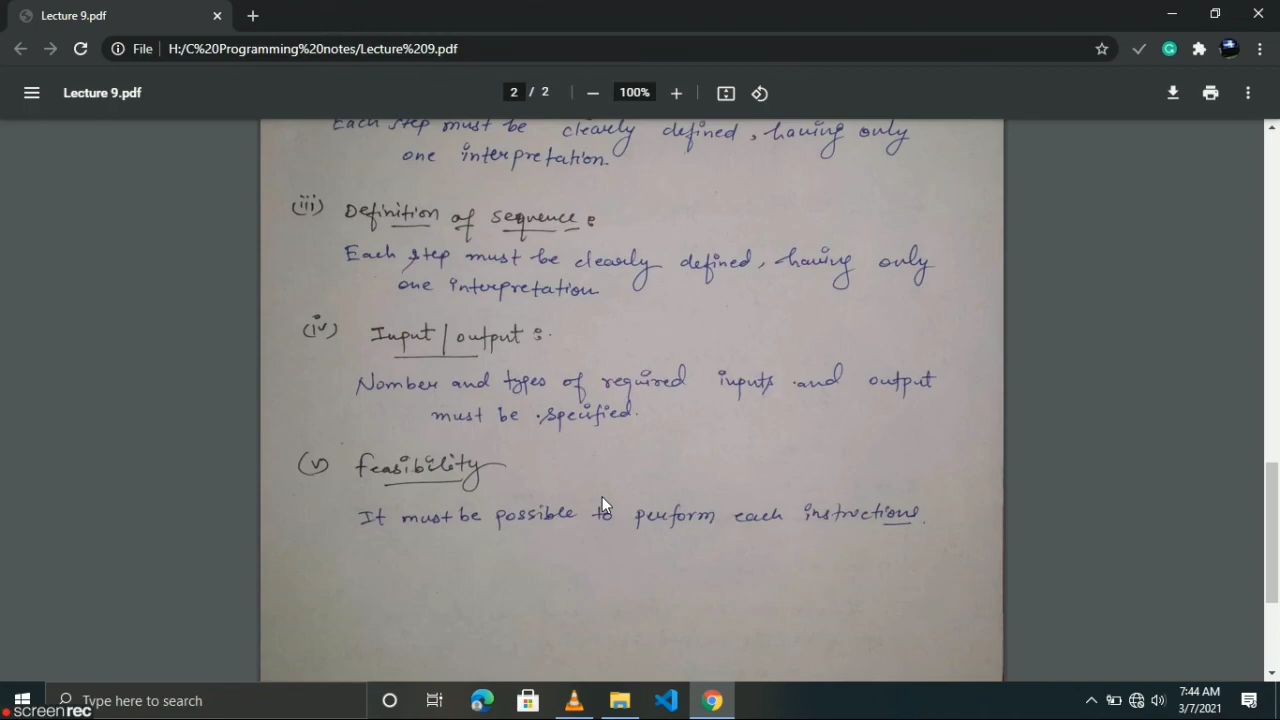 Lecture 9.pdf
File
H:/C%20Programming%20notes/Lecture%209.pdf
Lecture 9.pdf
2 / 2
100%
Each step must be clearly defined, having only
one interpretation.
(iii) Definition of sequence :
Each step must be clearly defined, having only
one interpretation
(iv) Input / output :
Nomber and types of required inputs and output
must be specified.
(v) feasibility
It must be possible to perform each instructions.
Type here to search
7:44 AM
3/7/2021
screenrec